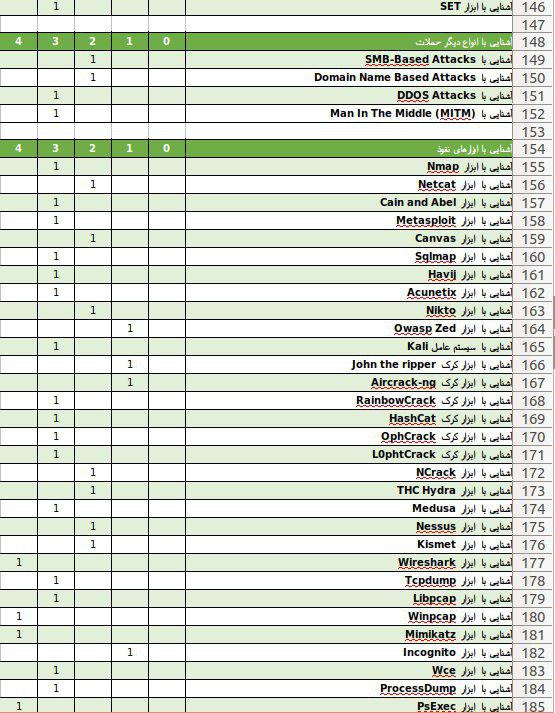 146 آشنایی با ابزار SET 1
147
148 آشنایی با انواع دیگر حملات 0 1 2 3 4
149 آشنایی با SMB-Based Attacks 1
150 آشنایی با Domain Name Based Attacks 1
151 آشنایی با DDOS Attacks 1
152 آشنایی با Man In The Middle (MITM) 1
153
154 آشنایی با ابزارهای نفوذ 0 1 2 3 4
155 آشنایی با ابزار Nmap 1
156 آشنایی با ابزار Netcat 1
157 آشنایی با ابزار Cain and Abel 1
158 آشنایی با ابزار Metasploit 1
159 آشنایی با ابزار Canvas 1
160 آشنایی با ابزار Sqlmap 1
161 آشنایی با ابزار Havij 1
162 آشنایی با ابزار Acunetix 1
163 آشنایی با ابزار Nikto 1
164 آشنایی با ابزار Owasp Zed 1
165 آشنایی با سیستم عامل Kali 1
166 آشنایی با ابزار کرک John the ripper 1
167 آشنایی با ابزار کرک Aircrack-ng 1
168 آشنایی با ابزار کرک RainbowCrack 1
169 آشنایی با ابزار کرک HashCat 1
170 آشنایی با ابزار کرک OphCrack 1
171 آشنایی با ابزار کرک L0phtCrack 1
172 آشنایی با ابزار NCrack 1
173 آشنایی با ابزار THC Hydra 1
174 آشنایی با ابزار Medusa 1
175 آشنایی با ابزار Nessus 1
176 آشنایی با ابزار Kismet 1
177 آشنایی با ابزار Wireshark 1
178 آشنایی با ابزار Tcpdump 1
179 آشنایی با ابزار Libpcap 1
180 آشنایی با ابزار Winpcap 1
181 آشنایی با ابزار Mimikatz 1
182 آشنایی با ابزار Incognito 1
183 آشنایی با ابزار Wce 1
184 آشنایی با ابزار ProcessDump 1
185 آشنایی با ابزار PsExec 1